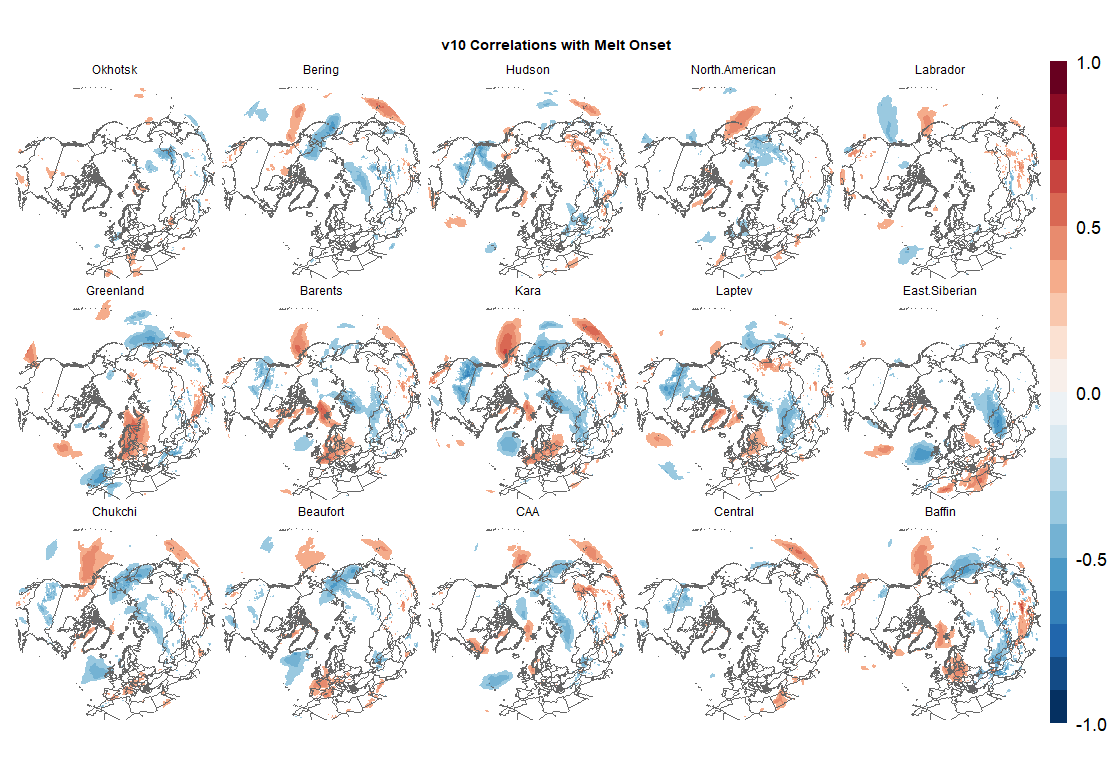 v10 Correlations with Melt Onset
Okhotsk
Bering
Hudson
North.American
Labrador
Greenland
Barents
Kara
Laptev
East.Siberian
Chukchi
Beaufort
CAA
Central
Baffin
1.0
0.5
0.0
-0.5
-1.0